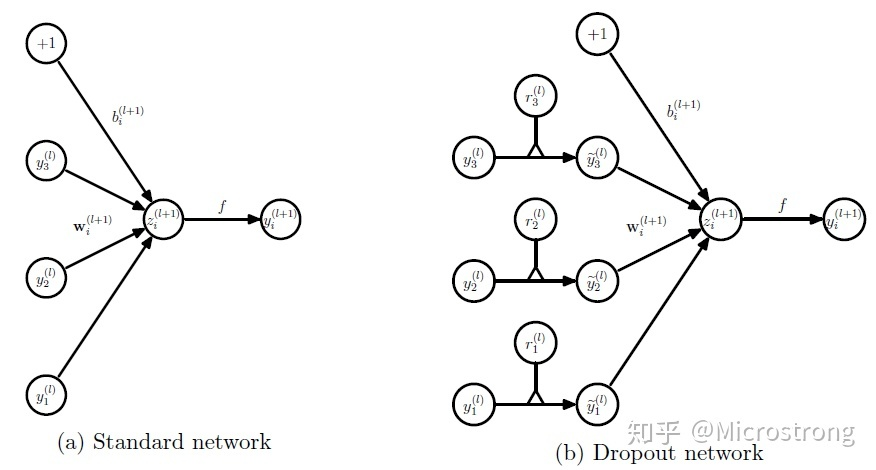 +1
b_i^{(l+1)}
y_3^{(l)}
w_i^{(l+1)}
z_i^{(l+1)}
f
y_i^{(l+1)}
y_2^{(l)}
y_1^{(l)}
(a) Standard network
+1
b_i^{(l+1)}
r_3^{(l)}
y_3^{(l)}
ỹ_3^{(l)}
r_2^{(l)}
w_i^{(l+1)}
z_i^{(l+1)}
f
y_i^{(l+1)}
y_2^{(l)}
ỹ_2^{(l)}
r_1^{(l)}
y_1^{(l)}
ỹ_1^{(l)}
(b) Dropout network
知乎 @Microstrong